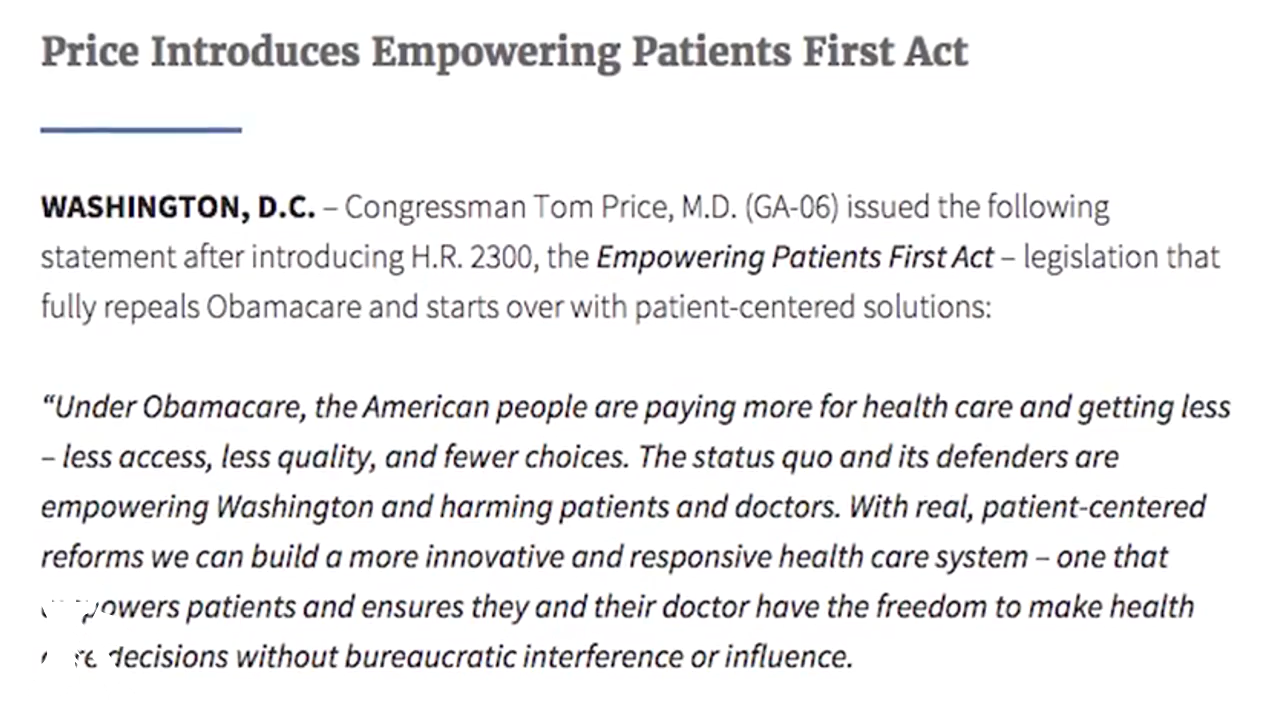 Price Introduces Empowering Patients First Act
WASHINGTON, D.C. – Congressman Tom Price, M.D. (GA-06) issued the following
statement after introducing H.R. 2300, the Empowering Patients First Act – legislation that
fully repeals Obamacare and starts over with patient-centered solutions:
“Under Obamacare, the American people are paying more for health care and getting less
– less access, less quality, and fewer choices. The status quo and its defenders are
empowering Washington and harming patients and doctors. With real, patient-centered
reforms we can build a more innovative and responsive health care system – one that
patients and ensures they and their doctor have the freedom to make health
decisions without bureaucratic interference or influence.